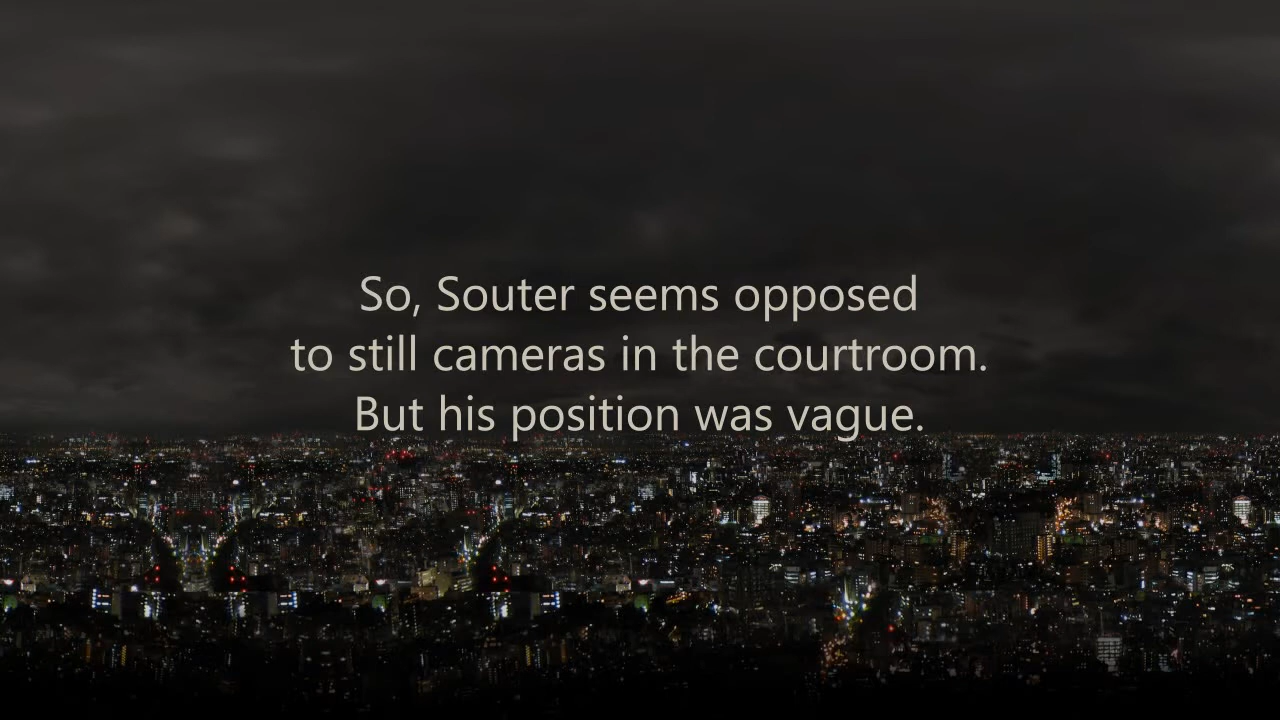 So, Souter seems opposed
to still cameras in the courtroom.
But his position was vague.